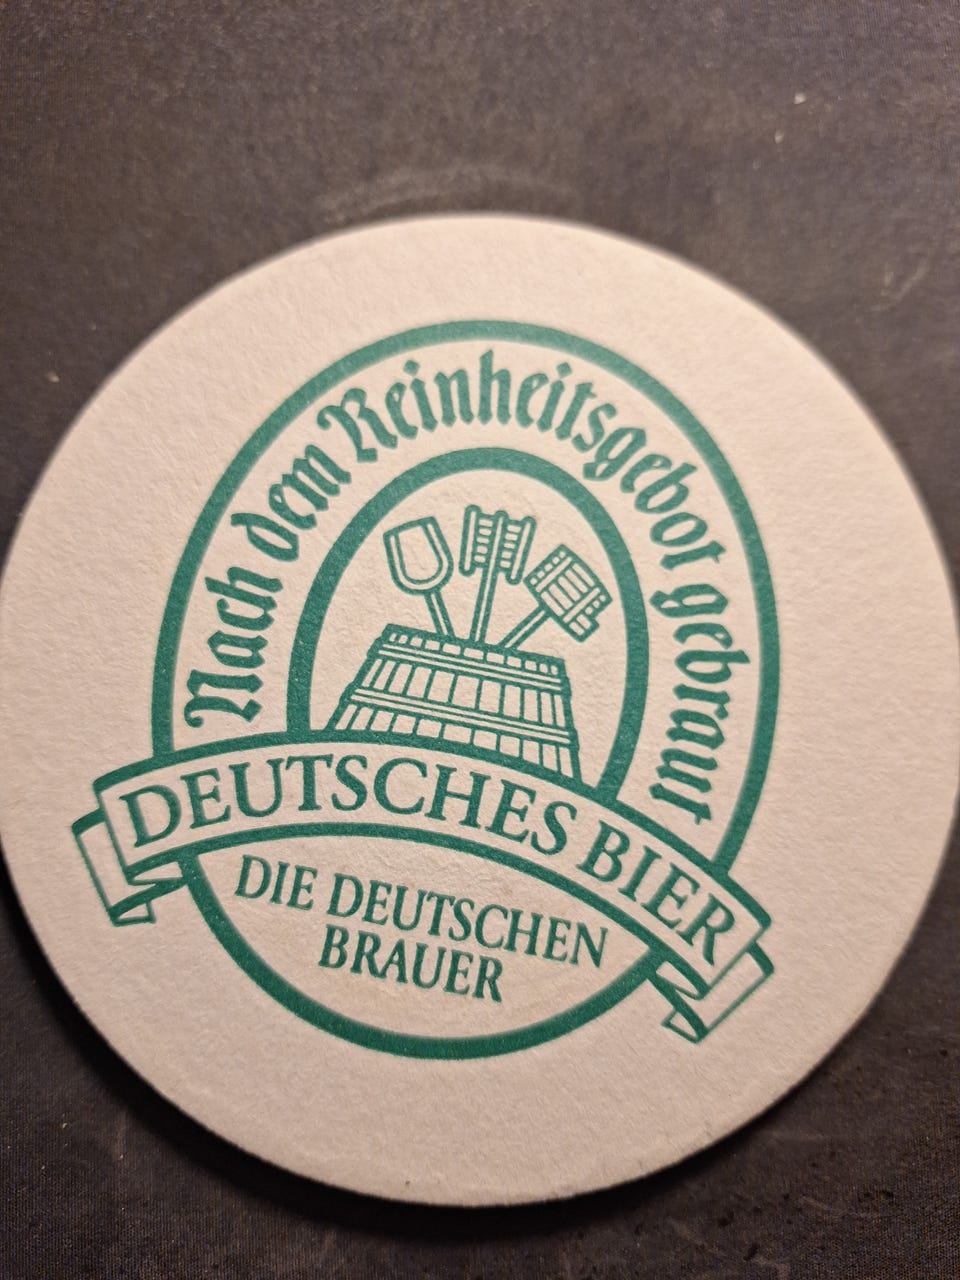 Nach dem Reinheitsgebot gebraut
DEUTSCHES BIER
DIE DEUTSCHEN
BRAUER